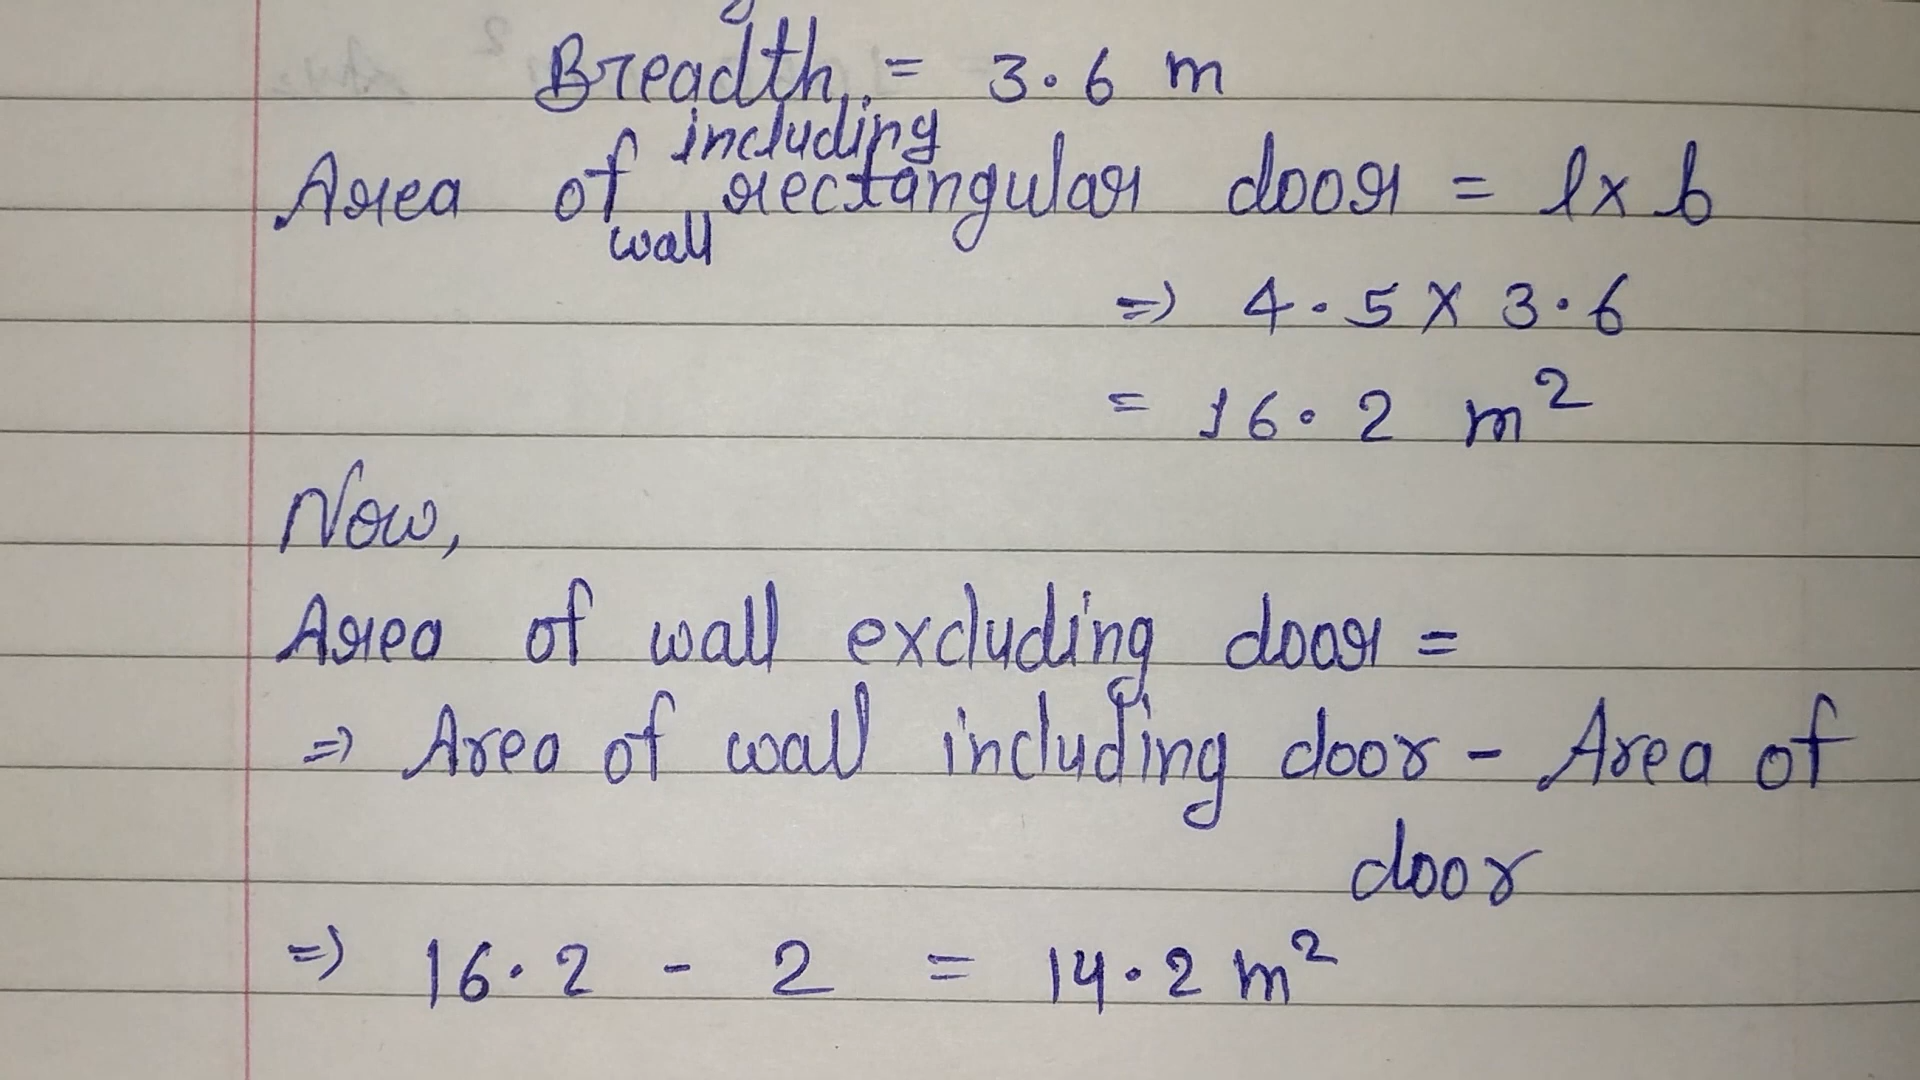 Breadth = 3.6 m
Area of wall including rectangular door = l x b
=> 4.5 x 3.6
= 16.2 m²
Now,
Area of wall excluding door =
=> Area of wall including door - Area of
door
=> 16.2 - 2 = 14.2 m²